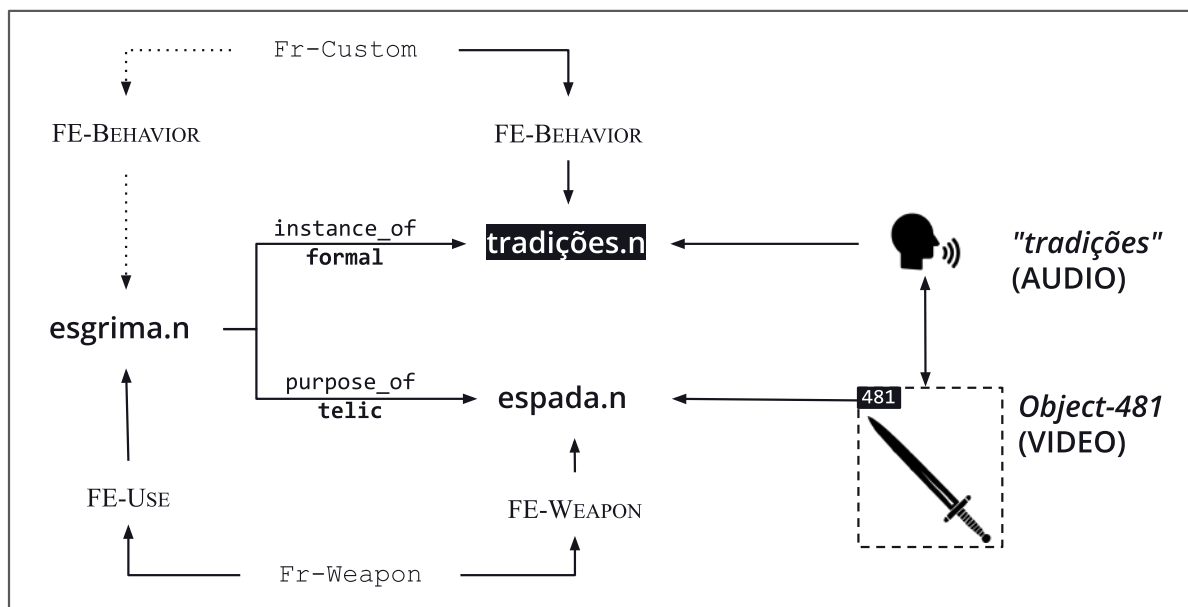 Fr-Custom
FE-BEHAVIOR
FE-BEHAVIOR
instance_of
formal
tradições.n
"tradições"
(AUDIO)
esgrima.n
purpose_of
telic
espada.n
481
Object-481
(VIDEO)
FE-USE
FE-WEAPON
Fr-Weapon